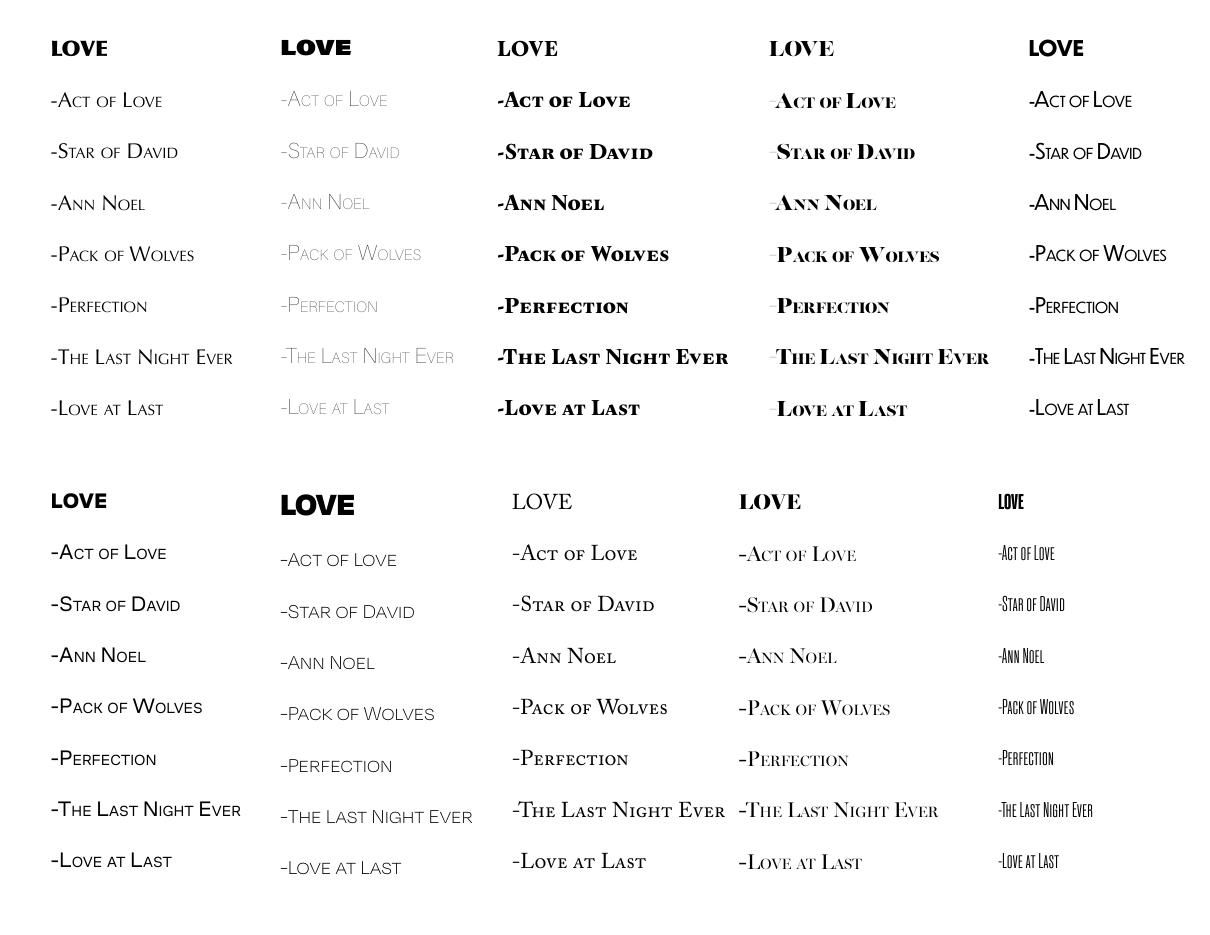 LOVE
-Act of Love
-Star of David
-Ann Noel
-Pack of Wolves
-Perfection
-The Last Night Ever
-Love at Last
LOVE
-Act of Love
-Star of David
-Ann Noel
-Pack of Wolves
-Perfection
-The Last Night Ever
-Love at Last
LOVE
-Act of Love
-Star of David
-Ann Noel
-Pack of Wolves
-Perfection
-The Last Night Ever
-Love at Last
LOVE
-Act of Love
-Star of David
-Ann Noel
-Pack of Wolves
-Perfection
-The Last Night Ever
-Love at Last
LOVE
-Act of Love
-Star of David
-Ann Noel
-Pack of Wolves
-Perfection
-The Last Night Ever
-Love at Last
LOVE
-Act of Love
-Star of David
-Ann Noel
-Pack of Wolves
-Perfection
-The Last Night Ever
-Love at Last
LOVE
-Act of Love
-Star of David
-Ann Noel
-Pack of Wolves
-Perfection
-The Last Night Ever
-Love at Last
LOVE
-Act of Love
-Star of David
-Ann Noel
-Pack of Wolves
-Perfection
-The Last Night Ever
-Love at Last
LOVE
-Act of Love
-Star of David
-Ann Noel
-Pack of Wolves
-Perfection
-The Last Night Ever
-Love at Last
LOVE
-Act of Love
-Star of David
-Ann Noel
-Pack of Wolves
-Perfection
-The Last Night Ever
-Love at Last